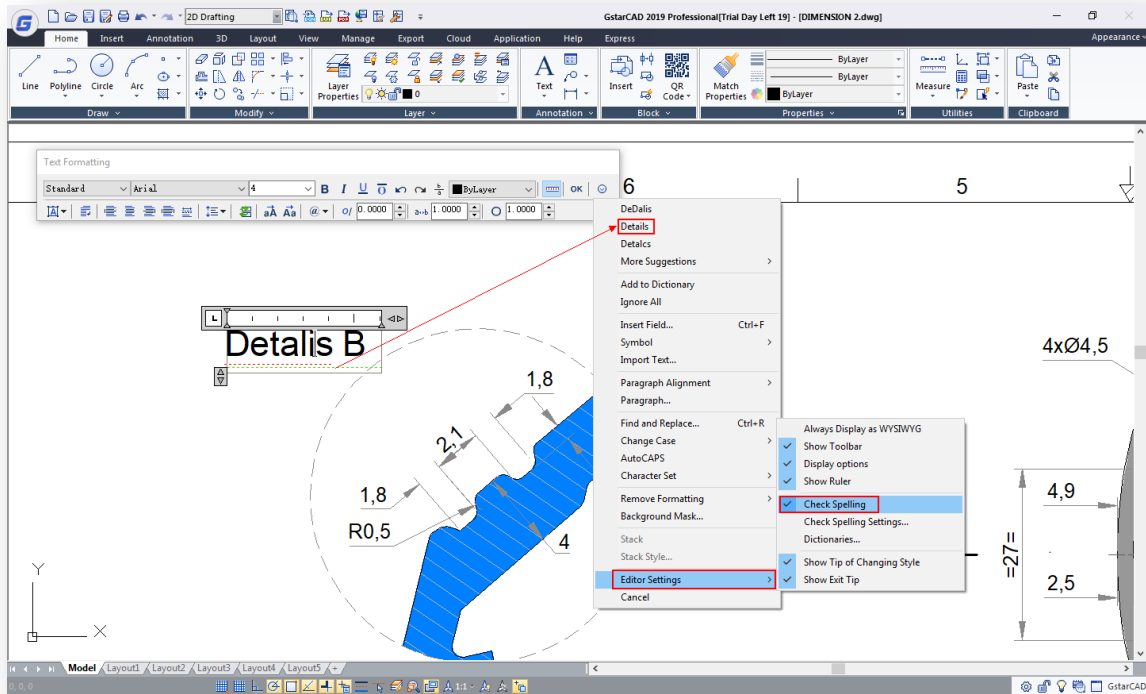 2D Drafting
GstarCAD 2019 Professional[Trial Day Left 19] - [DIMENSION 2.dwg]
Home Insert Annotation 3D Layout View Manage Export Cloud Application Help Express Appearance
Line Polyline Circle Arc
Layer Properties
0
Text
Insert
QR Code
Match Properties
ByLayer
ByLayer
ByLayer
Measure
Paste
Draw Modify Layer Annotation Block Properties Utilities Clipboard
Text Formatting
Standard Arial 4 B I U O ByLayer OK
@ 0/ 0.0000 a-b 1.0000 O 1.0000
6
5
DeDalis
Details
Detalcs
More Suggestions
Add to Dictionary
Ignore All
Insert Field... Ctrl+F
Symbol
Import Text...
Paragraph Alignment
Paragraph...
Find and Replace... Ctrl+R
Change Case
AutoCAPS
Character Set
Remove Formatting
Background Mask...
Stack
Stack Style...
Editor Settings
Cancel
Always Display as WYSIWYG
Show Toolbar
Display options
Show Ruler
Check Spelling
Check Spelling Settings...
Dictionaries...
Show Tip of Changing Style
Show Exit Tip
L
Detalis B
1,8
2,1
1,8
R0,5
4
4xØ4,5
4,9
=27=
2,5
Y
X
Model Layout1 Layout2 Layout3 Layout4 Layout5 +
0, 0, 0
1:1
GstarCAD